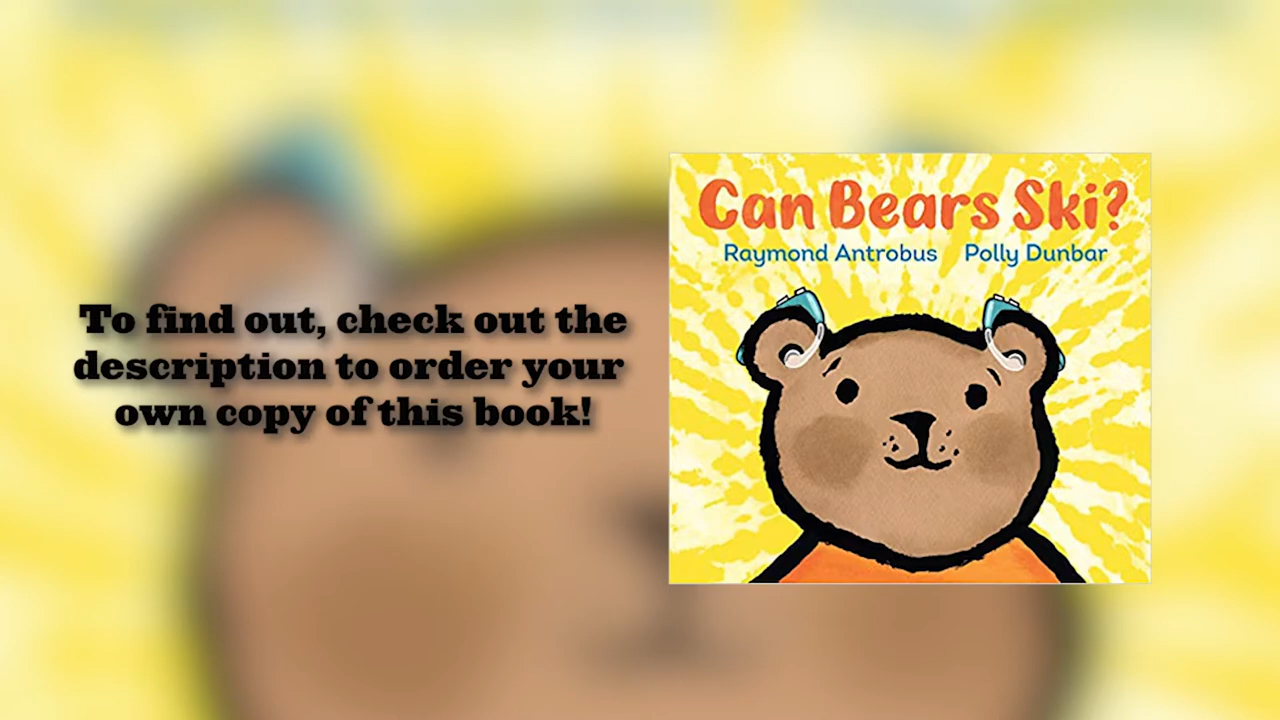 To find out, check out the
description to order your
own copy of this book!
Can Bears Ski?
Raymond Antrobus Polly Dunbar